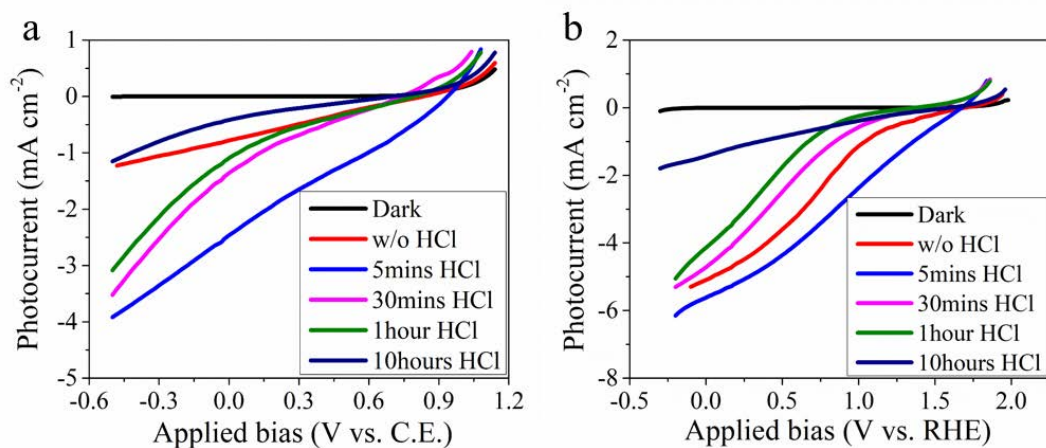 a
Photocurrent (mA cm-2)
1
0
-1
-2
-3
-4
-5
-0.6
-0.3
0.0
0.3
0.6
0.9
1.2
Applied bias (V vs. C.E.)
Dark
w/o HCl
5mins HCl
30mins HCl
1hour HCl
10hours HCl
b
Photocurrent (mA cm-2)
2
0
-2
-4
-6
-8
-0.5
0.0
0.5
1.0
1.5
2.0
Applied bias (V vs. RHE)
Dark
w/o HCl
5mins HCl
30mins HCl
1hour HCl
10hours HCl